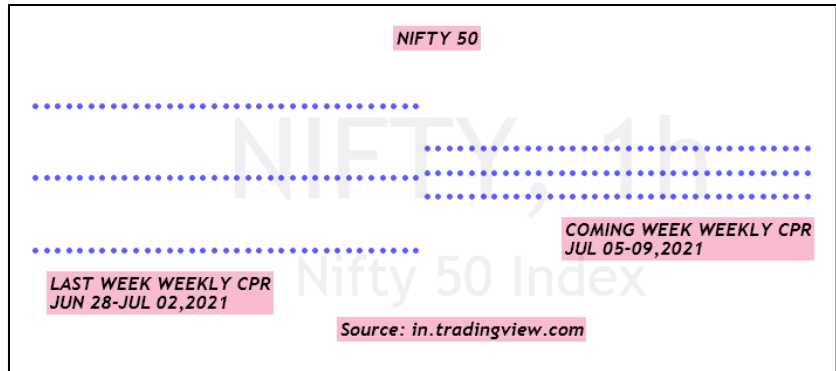 NIFTY 50
NIFTY, 1h
COMING WEEK WEEKLY CPR
JUL 05-09,2021
Nifty 50 Index
LAST WEEK WEEKLY CPR
JUN 28-JUL 02,2021
Source: in.tradingview.com